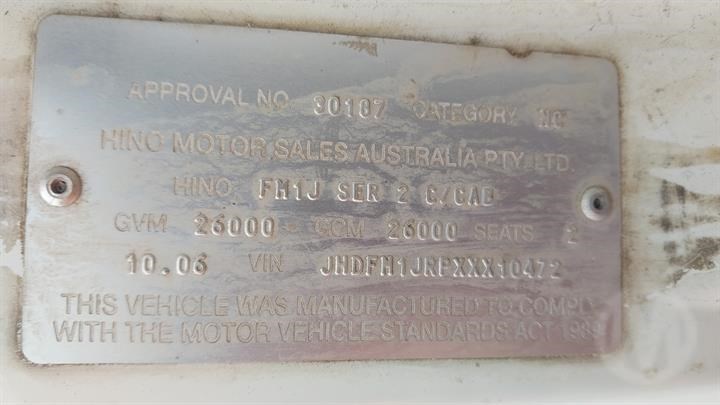 APPROVAL NO. 30187 CATEGORY NC
HINO MOTOR SALES AUSTRALIA PTY. LTD.
HINO FM1J SER 2 C/CAB
GVM 26000 - GCM 26000 SEATS 2
10.06 VIN JHDFM1JRPXXX10472
THIS VEHICLE WAS MANUFACTURED TO COMPLY
WITH THE MOTOR VEHICLE STANDARDS ACT 1989